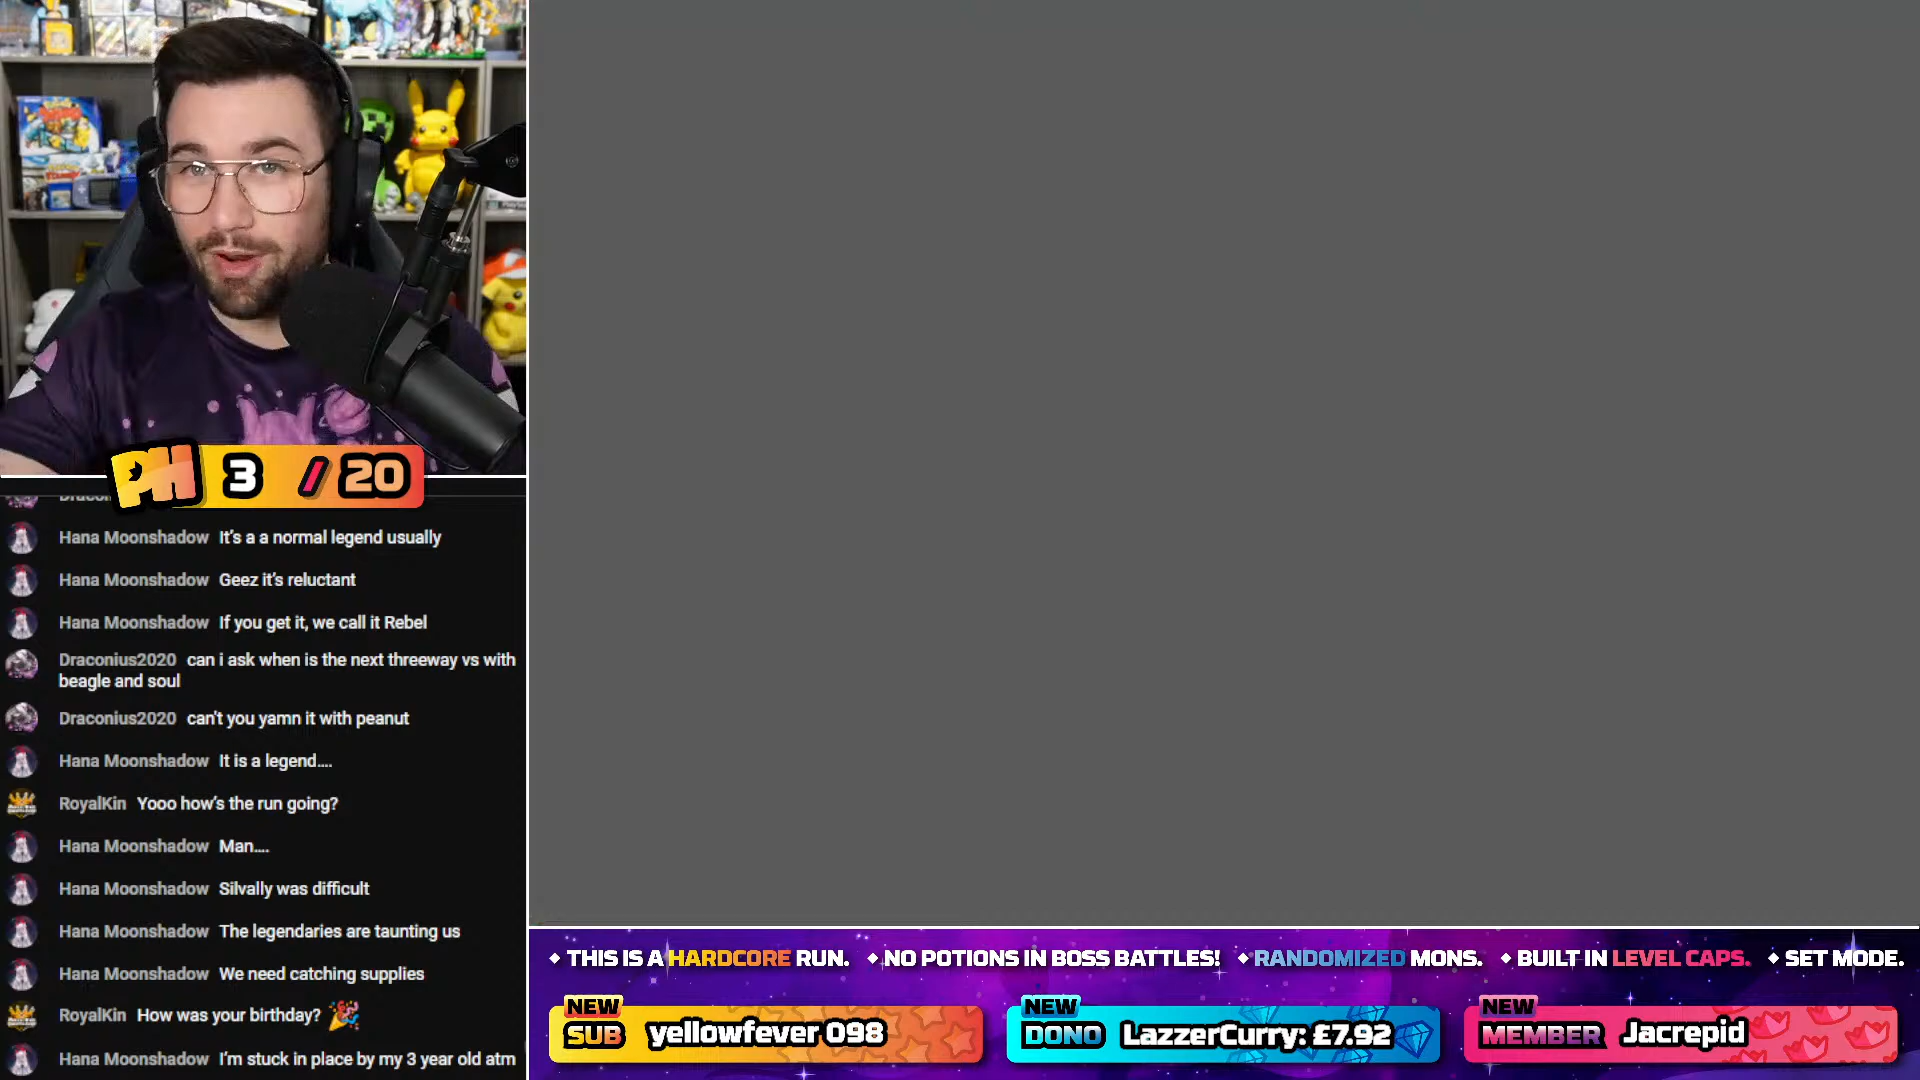 PH 3 / 20
Hana Moonshadow It's a a normal legend usually
Hana Moonshadow Geez it's reluctant
Hana Moonshadow If you get it, we call it Rebel
Draconius2020 can i ask when is the next threeway vs with
beagle and soul
Draconius2020 can't you yamn it with peanut
Hana Moonshadow It is a legend....
RoyalKin Yooo how's the run going?
Hana Moonshadow Man....
Hana Moonshadow Silvally was difficult
Hana Moonshadow The legendaries are taunting us
Hana Moonshadow We need catching supplies
RoyalKin How was your birthday? 🎉
Hana Moonshadow I'm stuck in place by my 3 year old atm
THIS IS A HARDCORE RUN. NO POTIONS IN BOSS BATTLES! RANDOMIZED MONS. BUILT IN LEVEL CAPS. SET MODE.
NEW SUB yellowfever 098
NEW DONO LazzerCurry: £7.92
NEW MEMBER Jacrepid